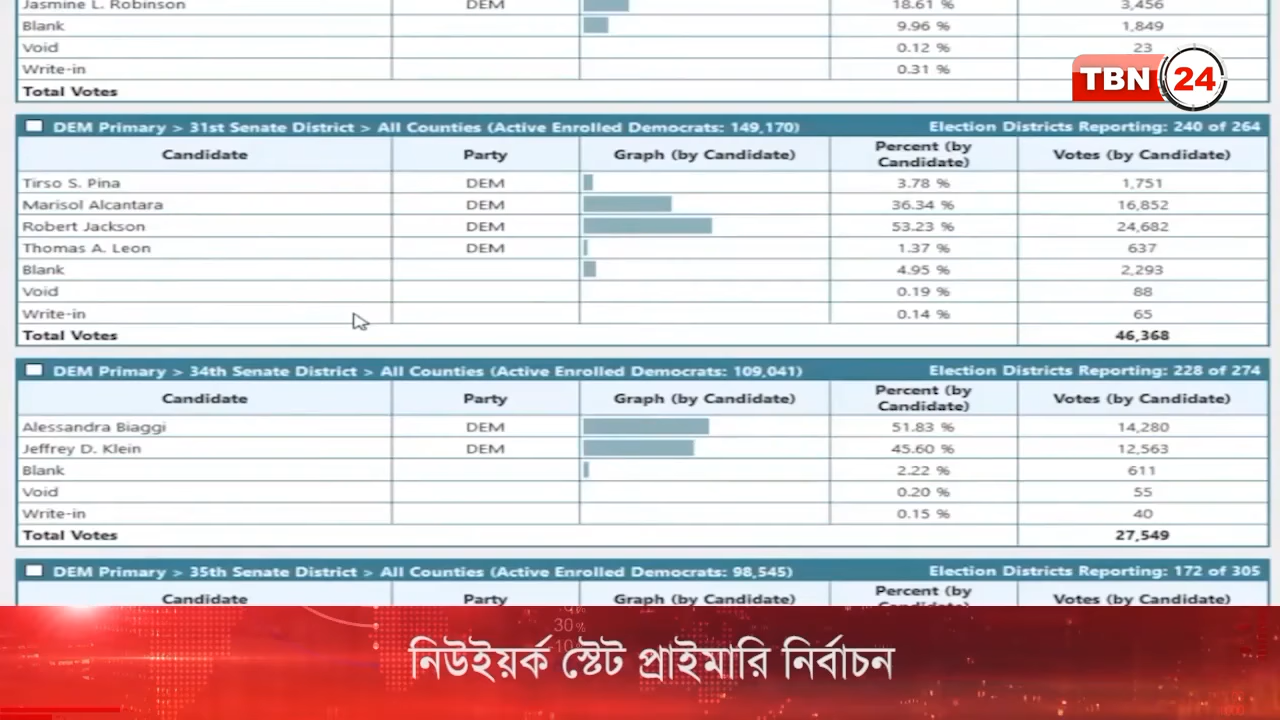 Jasmine L. Robinson DEM 18.61 % 3,456
Blank 9.96 % 1,849
Void 0.12 % 23
Write-in 0.31 %
Total Votes
TBN 24
DEM Primary > 31st Senate District > All Counties (Active Enrolled Democrats: 149,170) Election Districts Reporting: 240 of 264
Candidate Party Graph (by Candidate) Percent (by Candidate) Votes (by Candidate)
Tirso S. Pina DEM 3.78 % 1,751
Marisol Alcantara DEM 36.34 % 16,852
Robert Jackson DEM 53.23 % 24,682
Thomas A. Leon DEM 1.37 % 637
Blank 4.95 % 2,293
Void 0.19 % 88
Write-in 0.14 % 65
Total Votes 46,368
DEM Primary > 34th Senate District > All Counties (Active Enrolled Democrats: 109,041) Election Districts Reporting: 228 of 274
Candidate Party Graph (by Candidate) Percent (by Candidate) Votes (by Candidate)
Alessandra Biaggi DEM 51.83 % 14,280
Jeffrey D. Klein DEM 45.60 % 12,563
Blank 2.22 % 611
Void 0.20 % 55
Write-in 0.15 % 40
Total Votes 27,549
DEM Primary > 35th Senate District > All Counties (Active Enrolled Democrats: 98,545) Election Districts Reporting: 172 of 305
Candidate Party Graph (by Candidate) Percent (by Votes (by Candidate)
30%
নিউইয়র্ক স্টেট প্রাইমারি নির্বাচন